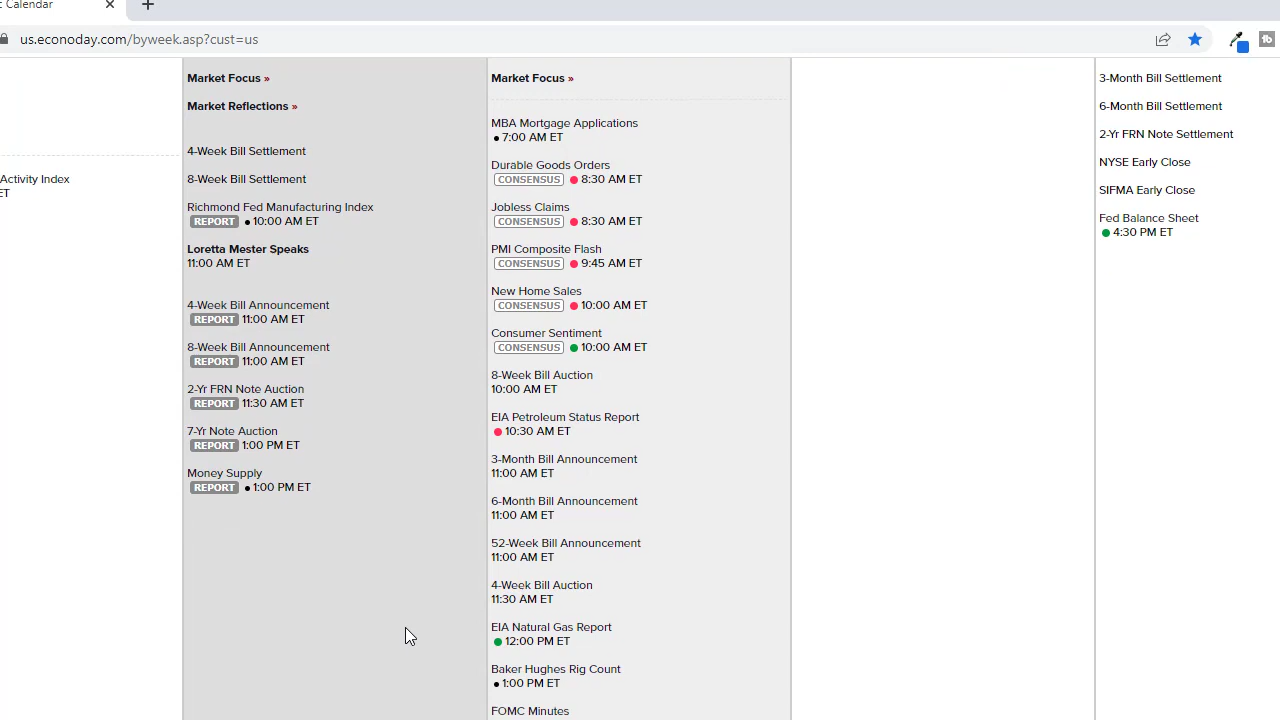 Calendar
us.econoday.com/byweek.asp?cust=us
Activity Index
ET
Market Focus »
Market Reflections »
4-Week Bill Settlement
8-Week Bill Settlement
Richmond Fed Manufacturing Index
REPORT • 10:00 AM ET
Loretta Mester Speaks
11:00 AM ET
4-Week Bill Announcement
REPORT 11:00 AM ET
8-Week Bill Announcement
REPORT 11:00 AM ET
2-Yr FRN Note Auction
REPORT 11:30 AM ET
7-Yr Note Auction
REPORT 1:00 PM ET
Money Supply
REPORT • 1:00 PM ET
Market Focus »
MBA Mortgage Applications
• 7:00 AM ET
Durable Goods Orders
CONSENSUS 8:30 AM ET
Jobless Claims
CONSENSUS 8:30 AM ET
PMI Composite Flash
CONSENSUS 9:45 AM ET
New Home Sales
CONSENSUS 10:00 AM ET
Consumer Sentiment
CONSENSUS 10:00 AM ET
8-Week Bill Auction
10:00 AM ET
EIA Petroleum Status Report
10:30 AM ET
3-Month Bill Announcement
11:00 AM ET
6-Month Bill Announcement
11:00 AM ET
52-Week Bill Announcement
11:00 AM ET
4-Week Bill Auction
11:30 AM ET
EIA Natural Gas Report
12:00 PM ET
Baker Hughes Rig Count
• 1:00 PM ET
FOMC Minutes
3-Month Bill Settlement
6-Month Bill Settlement
2-Yr FRN Note Settlement
NYSE Early Close
SIFMA Early Close
Fed Balance Sheet
4:30 PM ET